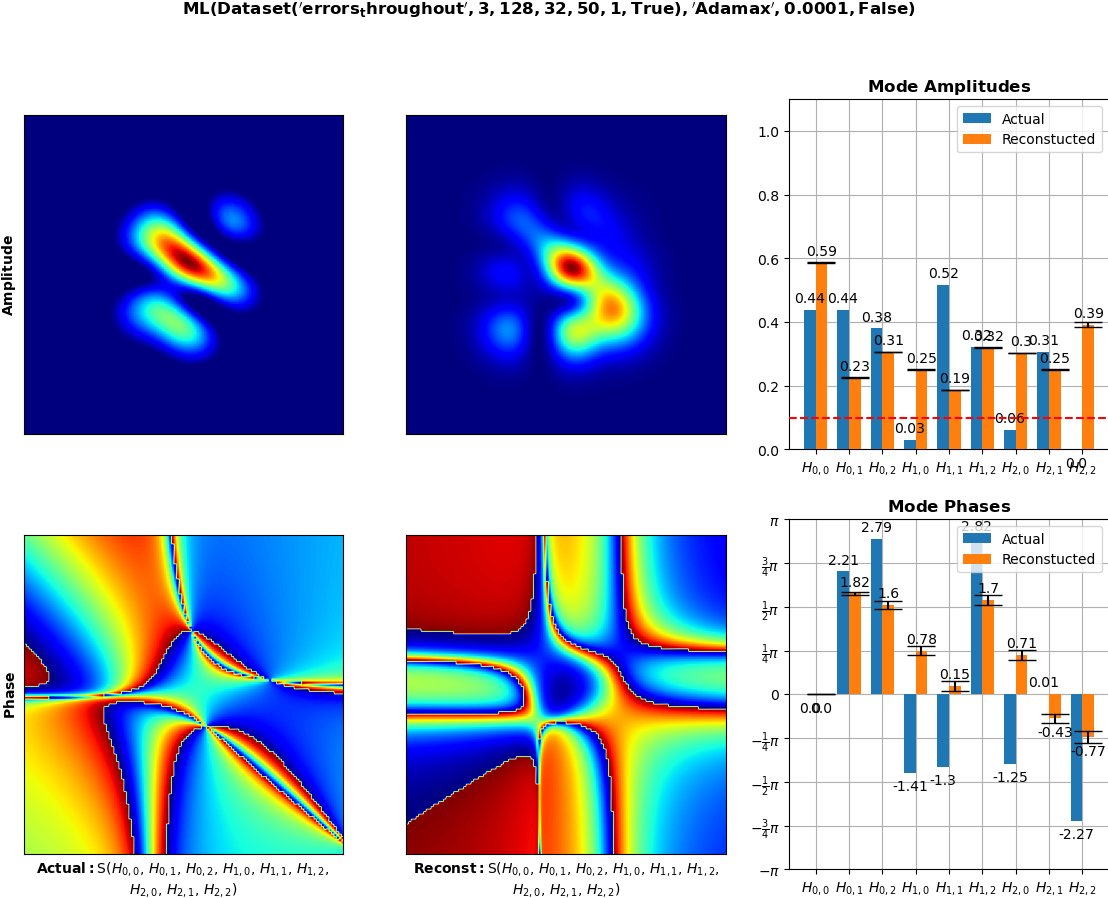 ML(Dataset('errors_throughout', 3, 128, 32, 50, 1, True), 'Adamax', 0.0001, False)
Amplitude
Mode Amplitudes
Actual
Reconstucted
1.0
0.8
0.6
0.4
0.2
0.0
0.44 0.59 0.44 0.23 0.38 0.31 0.03 0.25 0.52 0.19 0.32 0.32 0.06 0.3 0.31 0.25 0.0 0.39
H0,0 H0,1 H0,2 H1,0 H1,1 H1,2 H2,0 H2,1 H2,2
Phase
Actual: S(H0,0, H0,1, H0,2, H1,0, H1,1, H1,2,
H2,0, H2,1, H2,2)
Reconst: S(H0,0, H0,1, H0,2, H1,0, H1,1, H1,2,
H2,0, H2,1, H2,2)
Mode Phases
Actual
Reconstucted
π
3/4π
1/2π
1/4π
0
−1/4π
−1/2π
−3/4π
−π
0.0 0.0 2.21 1.82 2.79 1.6 -1.41 0.78 -1.3 0.15 2.82 1.7 -1.25 0.71 0.01 -0.43 -2.27 -0.77
H0,0 H0,1 H0,2 H1,0 H1,1 H1,2 H2,0 H2,1 H2,2